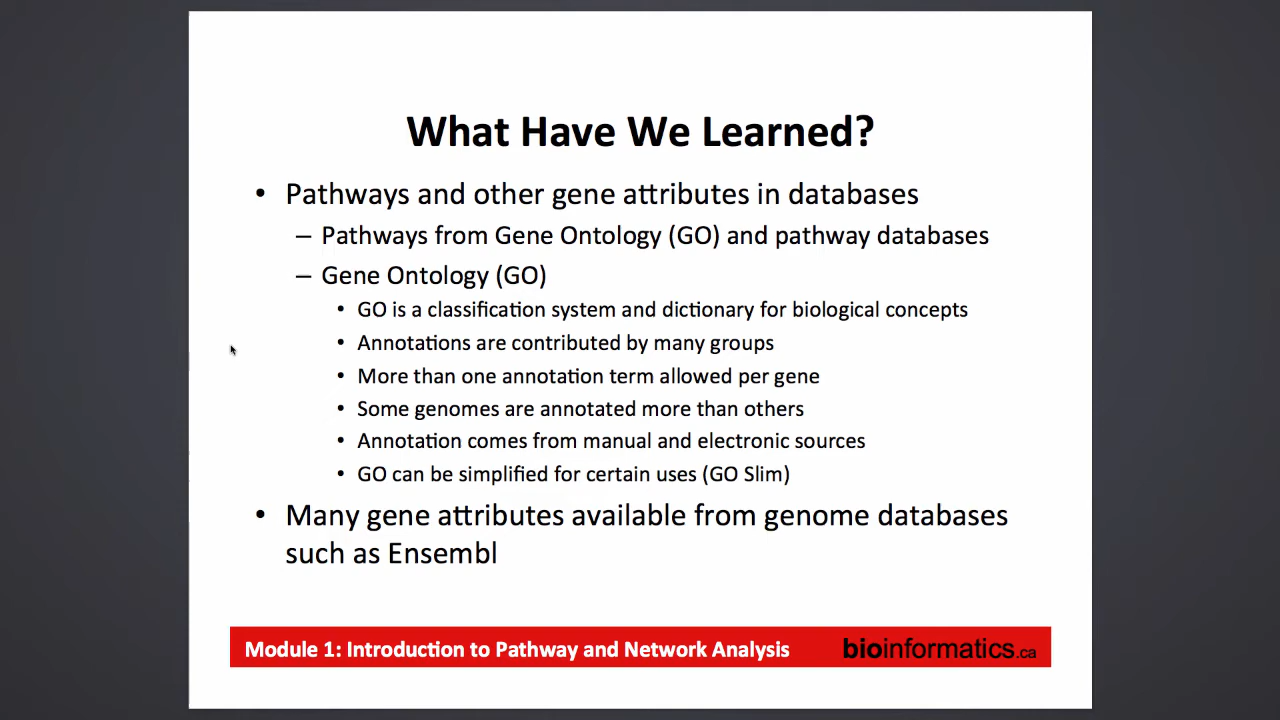 What Have We Learned?
• Pathways and other gene attributes in databases
– Pathways from Gene Ontology (GO) and pathway databases
– Gene Ontology (GO)
• GO is a classification system and dictionary for biological concepts
• Annotations are contributed by many groups
• More than one annotation term allowed per gene
• Some genomes are annotated more than others
• Annotation comes from manual and electronic sources
• GO can be simplified for certain uses (GO Slim)
• Many gene attributes available from genome databases
such as Ensembl
Module 1: Introduction to Pathway and Network Analysis
bioinformatics.ca